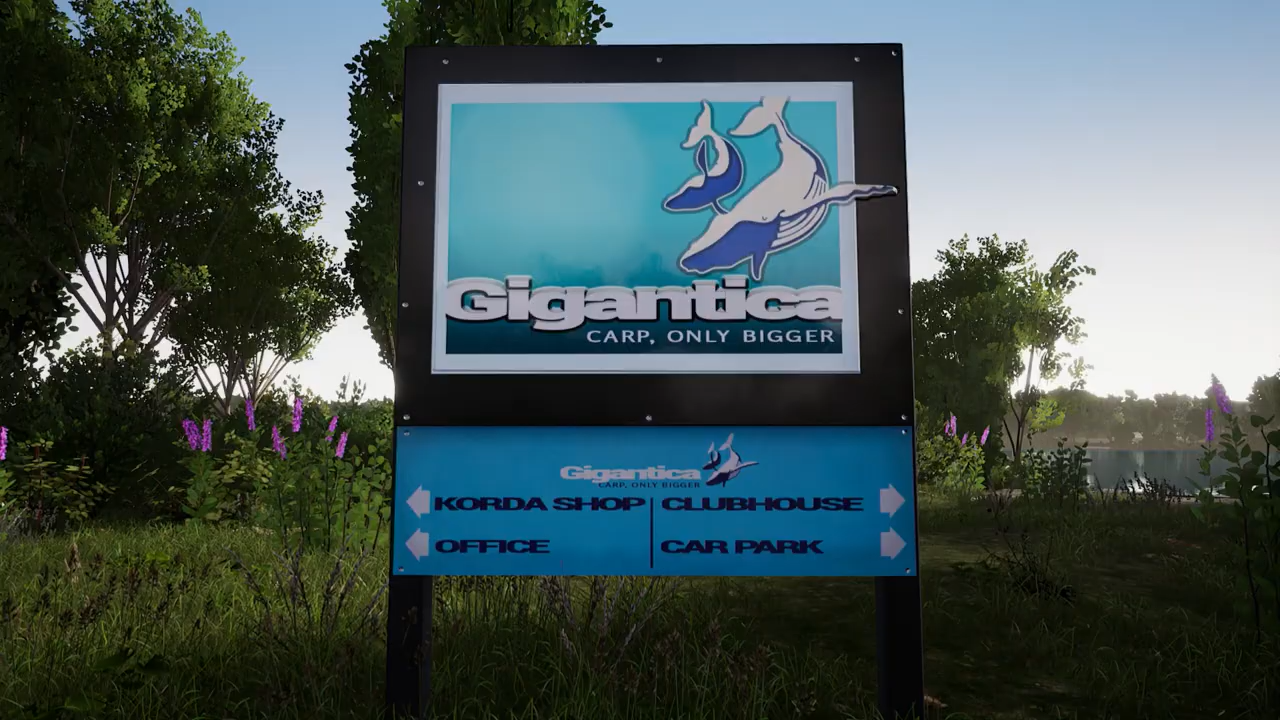 Gigantica
CARP, ONLY BIGGER
Gigantica
CARP, ONLY BIGGER
KORDA SHOP CLUBHOUSE
OFFICE CAR PARK